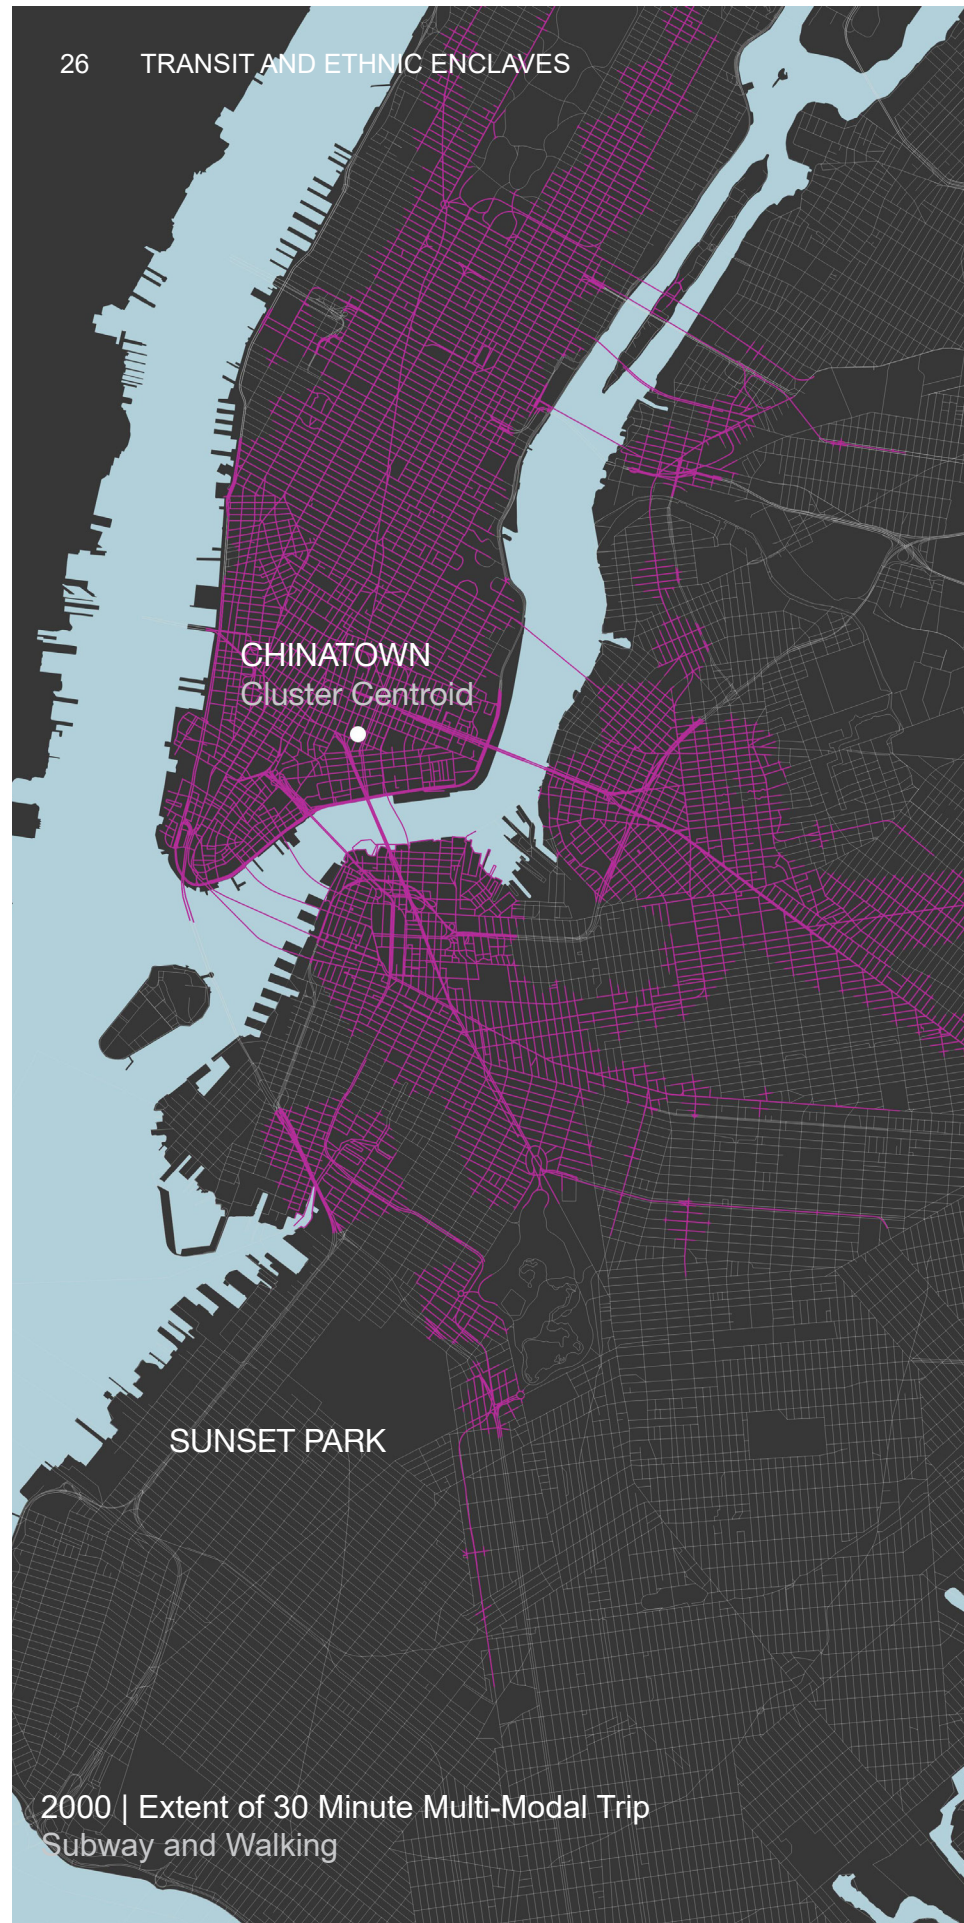 26 TRANSIT AND ETHNIC ENCLAVES
CHINATOWN
Cluster Centroid
SUNSET PARK
2000 | Extent of 30 Minute Multi-Modal Trip
Subway and Walking